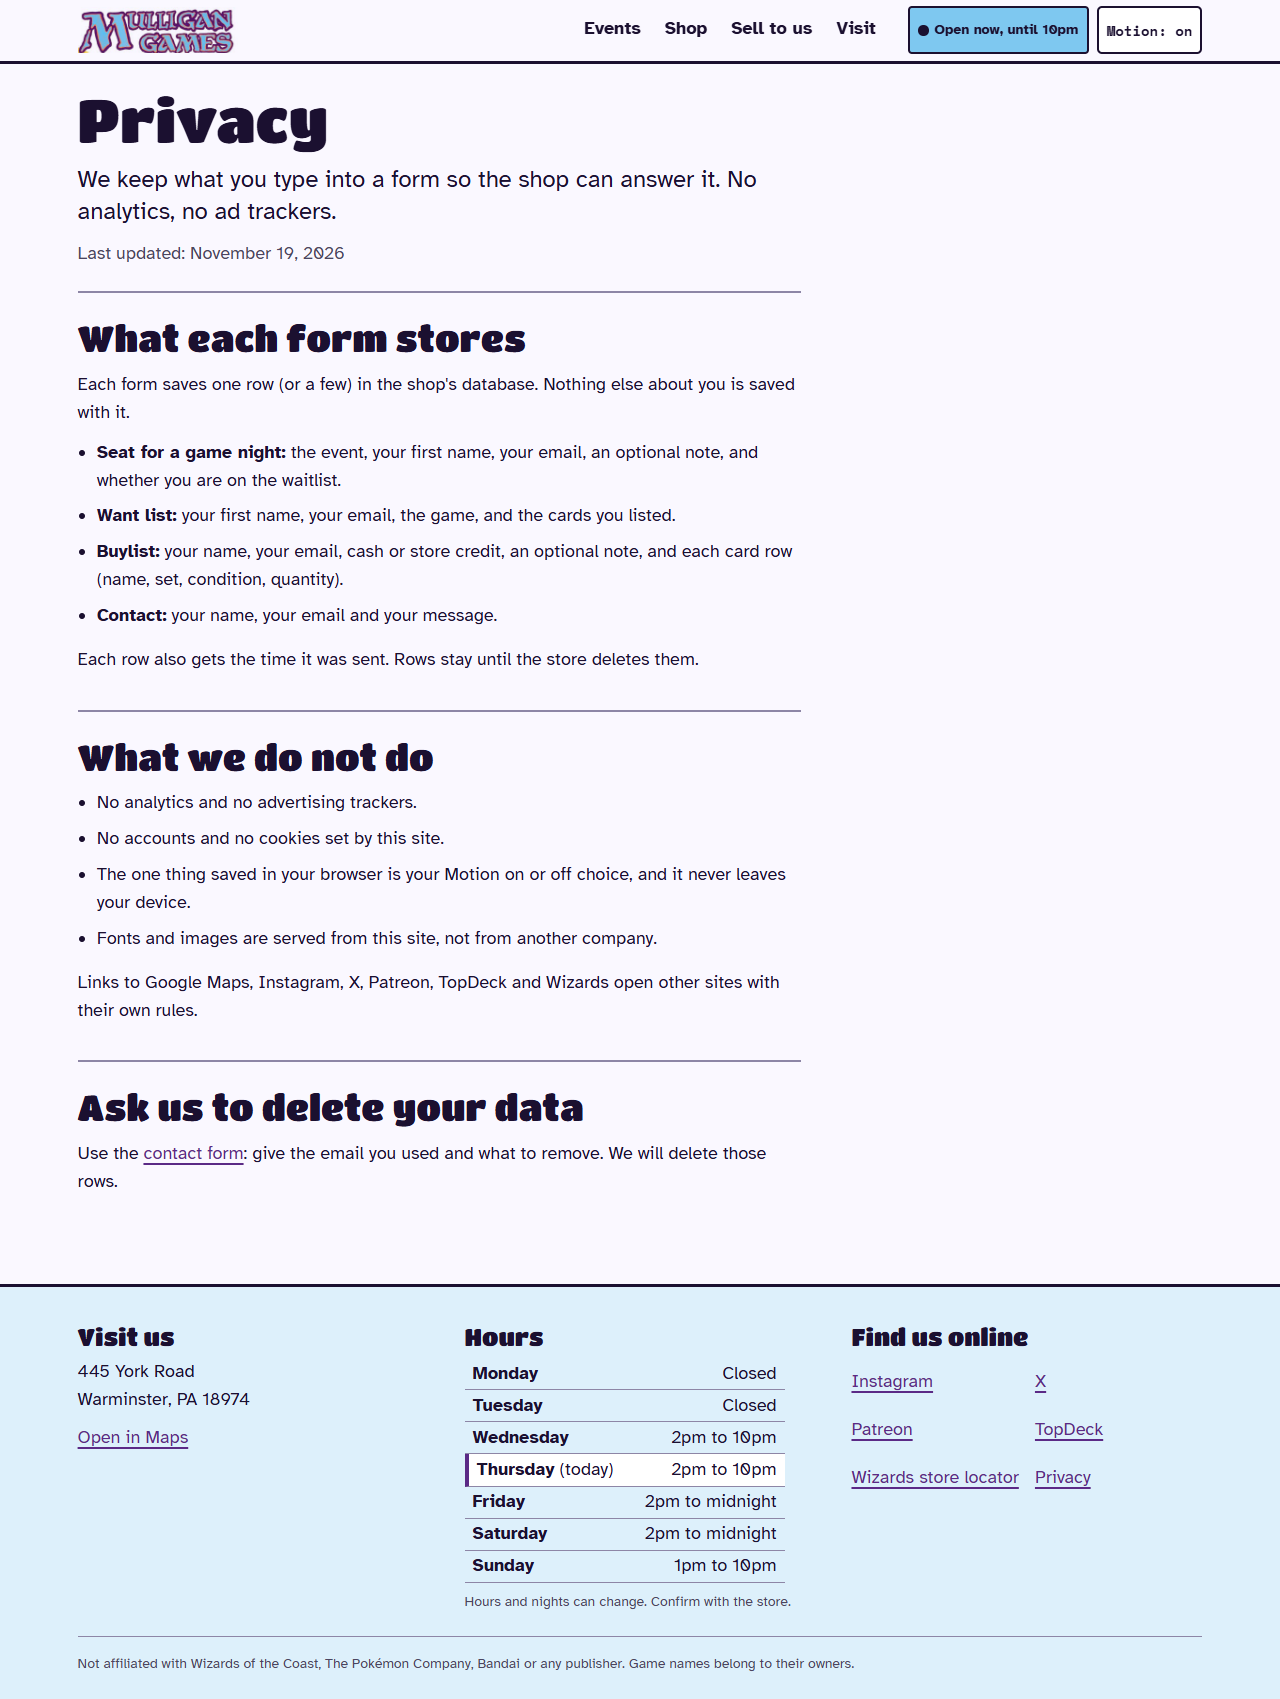 MULLIGAN GAMES
Events
Shop
Sell to us
Visit
Open now, until 10pm
Motion: on
Privacy
We keep what you type into a form so the shop can answer it. No
analytics, no ad trackers.
Last updated: November 19, 2026
What each form stores
Each form saves one row (or a few) in the shop's database. Nothing else about you is saved
with it.
• Seat for a game night: the event, your first name, your email, an optional note, and
whether you are on the waitlist.
• Want list: your first name, your email, the game, and the cards you listed.
• Buylist: your name, your email, cash or store credit, an optional note, and each card row
(name, set, condition, quantity).
• Contact: your name, your email and your message.
Each row also gets the time it was sent. Rows stay until the store deletes them.
What we do not do
• No analytics and no advertising trackers.
• No accounts and no cookies set by this site.
• The one thing saved in your browser is your Motion on or off choice, and it never leaves
your device.
• Fonts and images are served from this site, not from another company.
Links to Google Maps, Instagram, X, Patreon, TopDeck and Wizards open other sites with
their own rules.
Ask us to delete your data
Use the contact form: give the email you used and what to remove. We will delete those
rows.
Visit us
445 York Road
Warminster, PA 18974
Open in Maps
Hours
Monday Closed
Tuesday Closed
Wednesday 2pm to 10pm
Thursday (today) 2pm to 10pm
Friday 2pm to midnight
Saturday 2pm to midnight
Sunday 1pm to 10pm
Hours and nights can change. Confirm with the store.
Find us online
Instagram X
Patreon TopDeck
Wizards store locator Privacy
Not affiliated with Wizards of the Coast, The Pokémon Company, Bandai or any publisher. Game names belong to their owners.